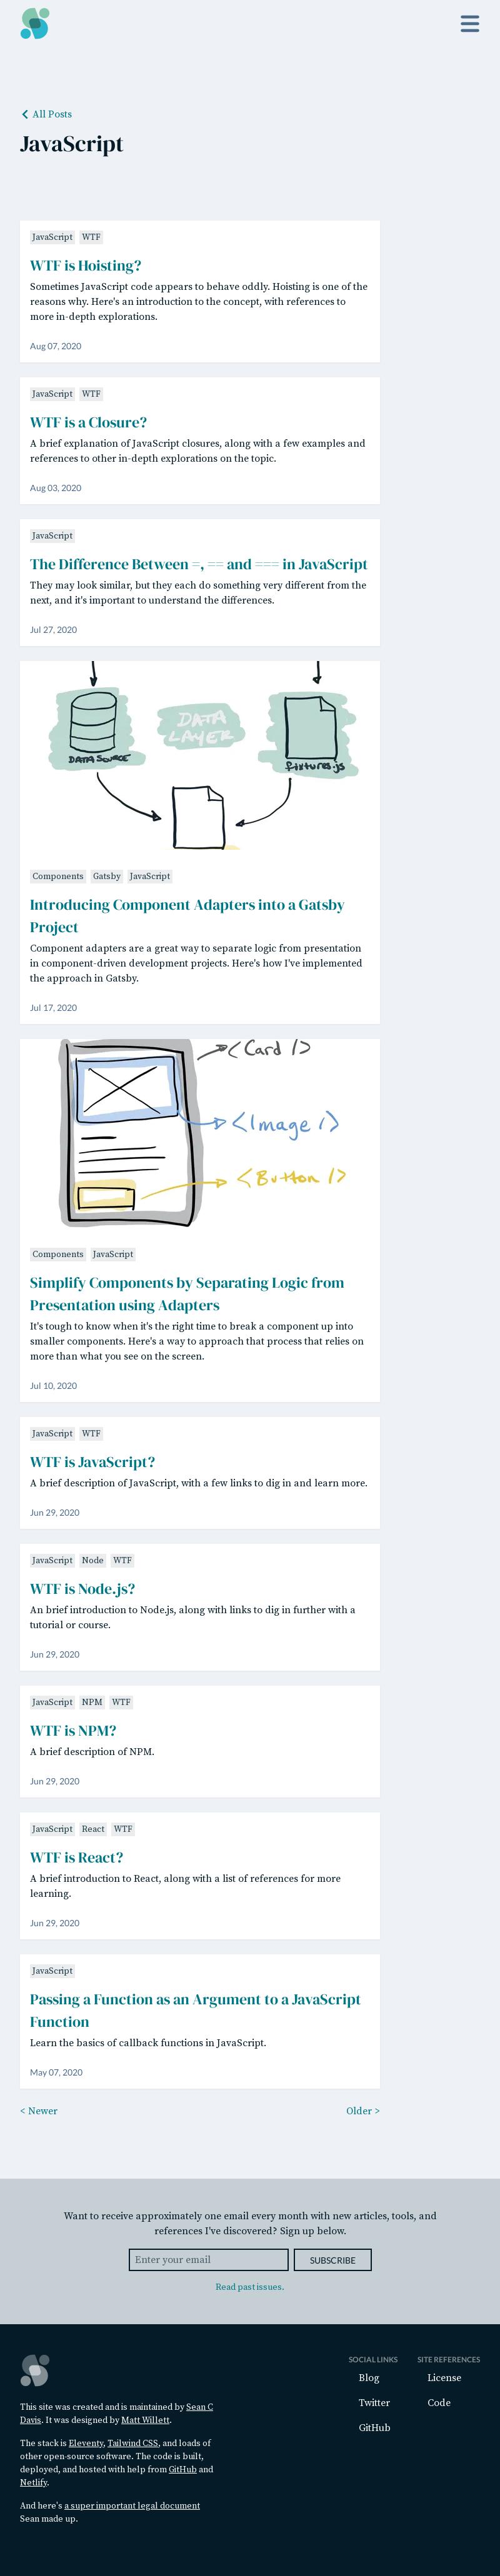 All Posts
JavaScript
JavaScript WTF
WTF is Hoisting?
Sometimes JavaScript code appears to behave oddly. Hoisting is one of the
reasons why. Here's an introduction to the concept, with references to
more in-depth explorations.
Aug 07, 2020
JavaScript WTF
WTF is a Closure?
A brief explanation of JavaScript closures, along with a few examples and
references to other in-depth explorations on the topic.
Aug 03, 2020
JavaScript
The Difference Between =, == and === in JavaScript
They may look similar, but they each do something very different from the
next, and it's important to understand the differences.
Jul 27, 2020
DATA
LAYER
DATA SOURCE
fixtures.js
Components Gatsby JavaScript
Introducing Component Adapters into a Gatsby
Project
Component adapters are a great way to separate logic from presentation
in component-driven development projects. Here's how I've implemented
the approach in Gatsby.
Jul 17, 2020
<Card />
<Image />
<Button />
Components JavaScript
Simplify Components by Separating Logic from
Presentation using Adapters
It's tough to know when it's the right time to break a component up into
smaller components. Here's a way to approach that process that relies on
more than what you see on the screen.
Jul 10, 2020
JavaScript WTF
WTF is JavaScript?
A brief description of JavaScript, with a few links to dig in and learn more.
Jun 29, 2020
JavaScript Node WTF
WTF is Node.js?
An brief introduction to Node.js, along with links to dig in further with a
tutorial or course.
Jun 29, 2020
JavaScript NPM WTF
WTF is NPM?
A brief description of NPM.
Jun 29, 2020
JavaScript React WTF
WTF is React?
A brief introduction to React, along with a list of references for more
learning.
Jun 29, 2020
JavaScript
Passing a Function as an Argument to a JavaScript
Function
Learn the basics of callback functions in JavaScript.
May 07, 2020
< Newer
Older >
Want to receive approximately one email every month with new articles, tools, and
references I've discovered? Sign up below.
Enter your email
SUBSCRIBE
Read past issues.
This site was created and is maintained by Sean C
Davis. It was designed by Matt Willett.
The stack is Eleventy, Tailwind CSS, and loads of
other open-source software. The code is built,
deployed, and hosted with help from GitHub and
Netlify.
And here's a super important legal document
Sean made up.
SOCIAL LINKS
Blog
Twitter
GitHub
SITE REFERENCES
License
Code